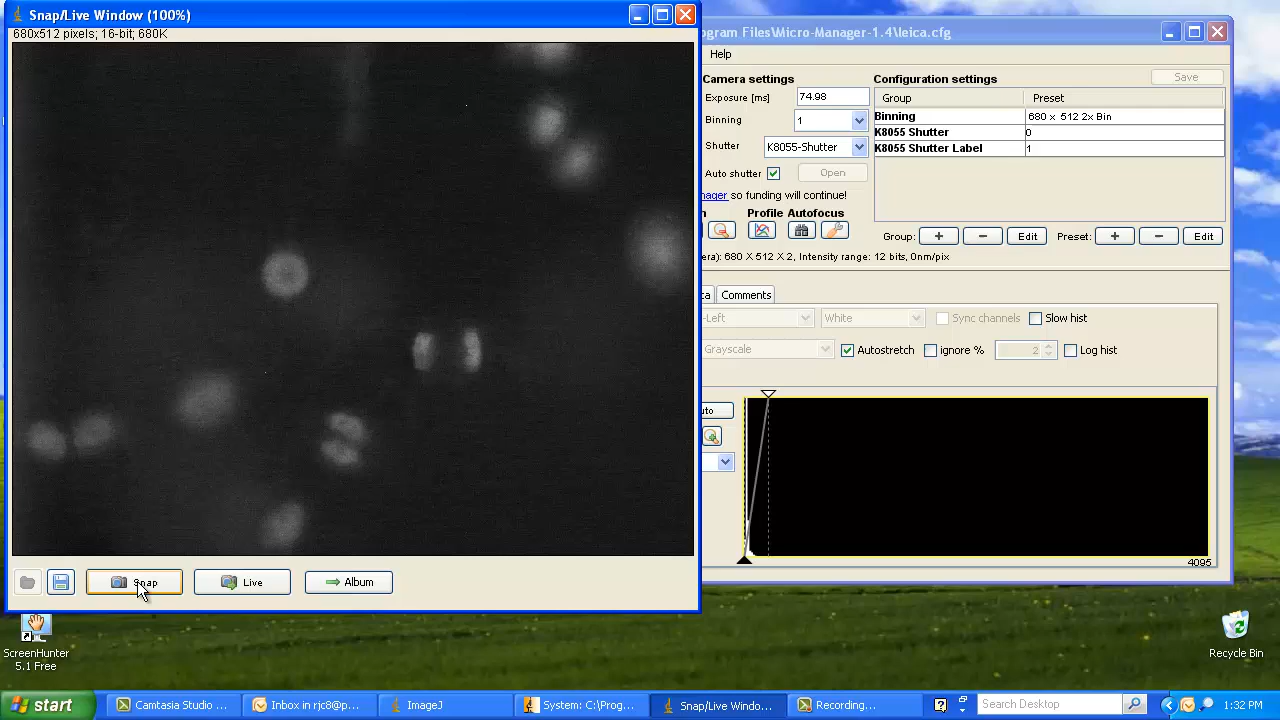 Snap/Live Window (100%)
680x512 pixels; 16-bit; 680K
Snap
Live
Album
ogram Files\Micro-Manager-1.4\leica.cfg
Help
Camera settings
Exposure [ms] 74.98
Binning 1
Shutter K8055-Shutter
Auto shutter Open
nager so funding will continue!
n Profile Autofocus
Configuration settings Save
Group Preset
Binning 680 x 512 2x Bin
K8055 Shutter 0
K8055 Shutter Label 1
Group: + − Edit Preset: + − Edit
era): 680 X 512 X 2, Intensity range: 12 bits, 0nm/pix
ca Comments
-Left White Sync channels Slow hist
Grayscale Autostretch ignore % 2 Log hist
uto
4095
ScreenHunter
5.1 Free
Recycle Bin
start Camtasia Studio ... Inbox in rjc8@p... ImageJ System: C:\Prog... Snap/Live Windo... Recording... Search Desktop 1:32 PM